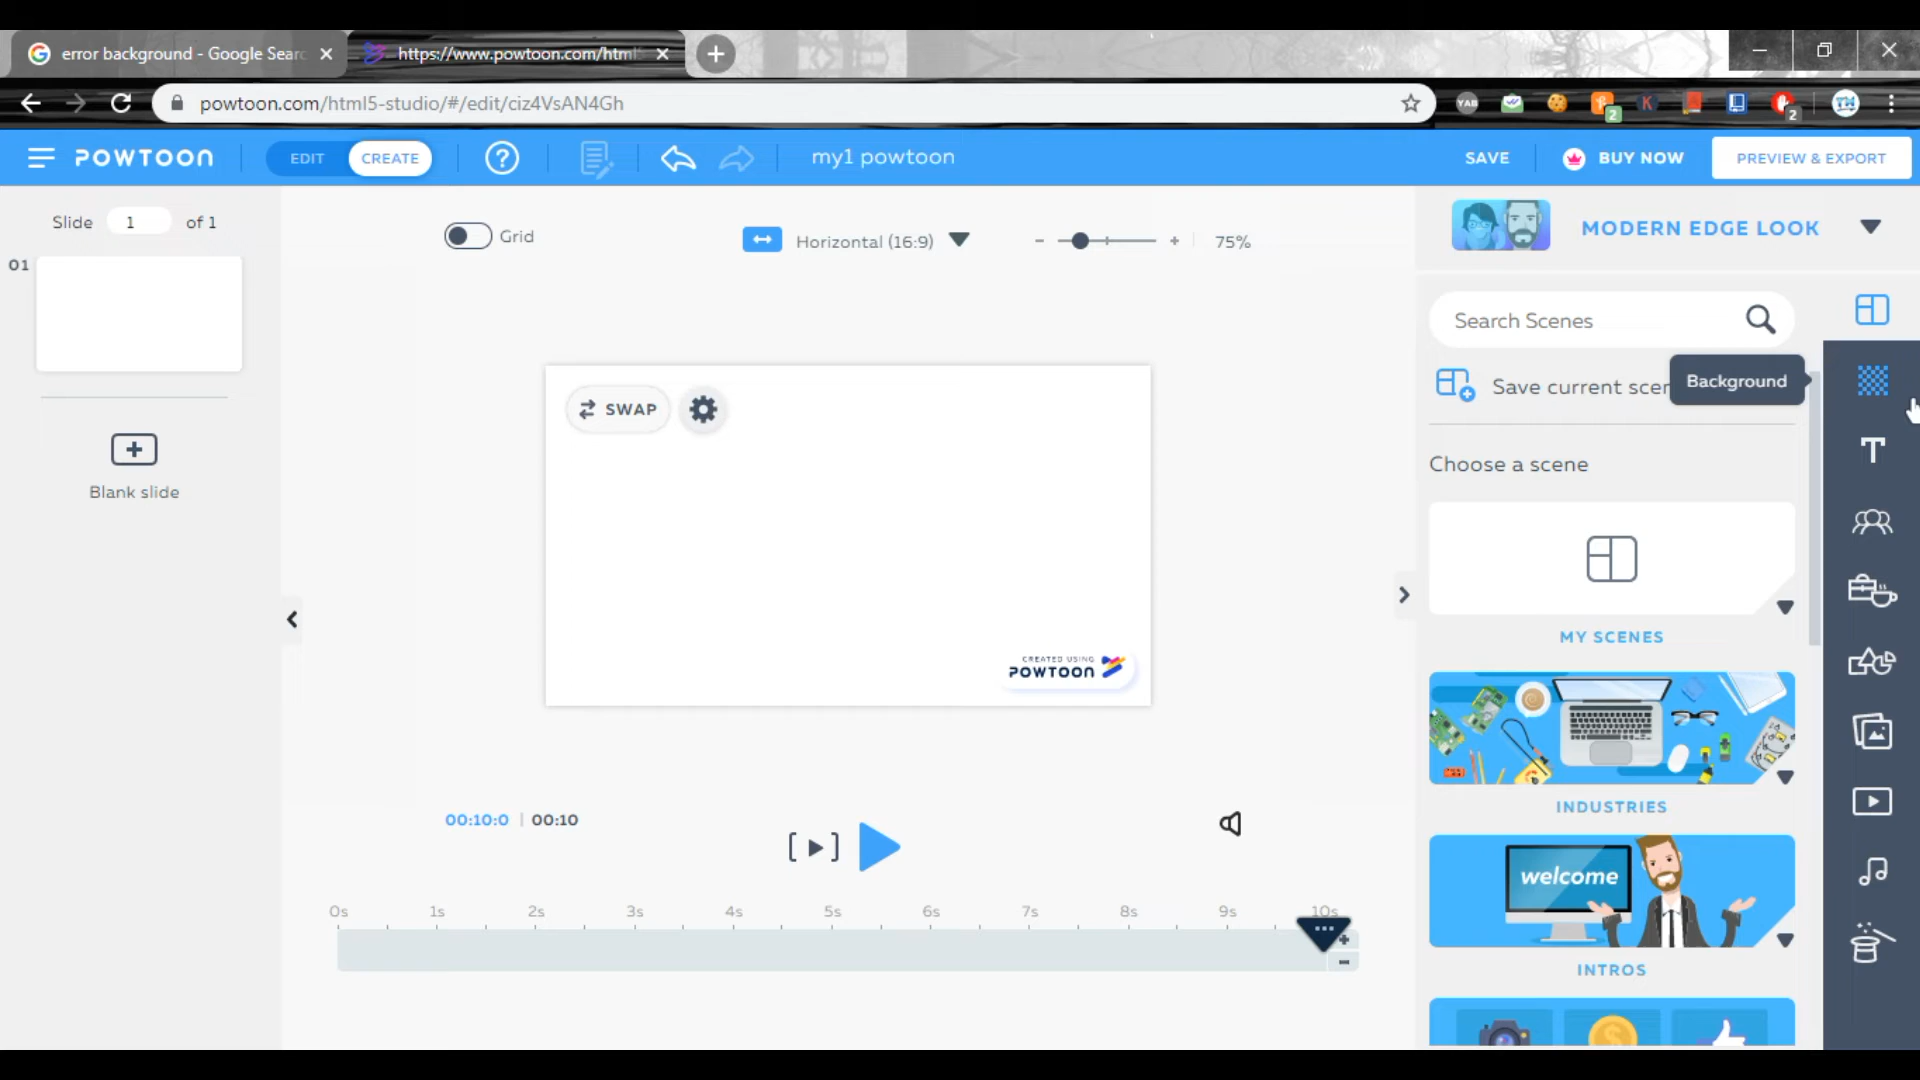 error background - Google Searc
https://www.powtoon.com/html
powtoon.com/html5-studio/#/edit/ciz4VsAN4Gh
YAB
2
K
2
POWTOON
EDIT
CREATE
?
my1 powtoon
SAVE
BUY NOW
PREVIEW & EXPORT
Slide 1 of 1
Grid
Horizontal (16:9)
- + 75%
MODERN EDGE LOOK
01
Search Scenes
SWAP
Save current scen
Background
T
Blank slide
Choose a scene
MY SCENES
CREATED USING
POWTOON
INDUSTRIES
00:10:0 | 00:10
welcome
0s 1s 2s 3s 4s 5s 6s 7s 8s 9s 10s
INTROS